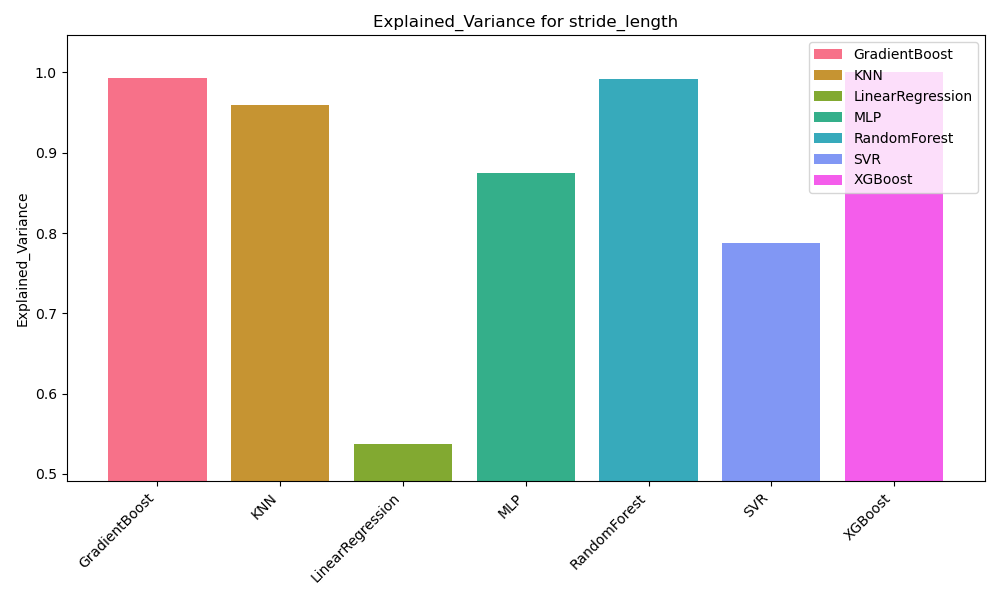 Explained_Variance for stride_length
Explained_Variance
1.0
0.9
0.8
0.7
0.6
0.5
GradientBoost
KNN
LinearRegression
MLP
RandomForest
SVR
XGBoost
GradientBoost
KNN
LinearRegression
MLP
RandomForest
SVR
XGBoost